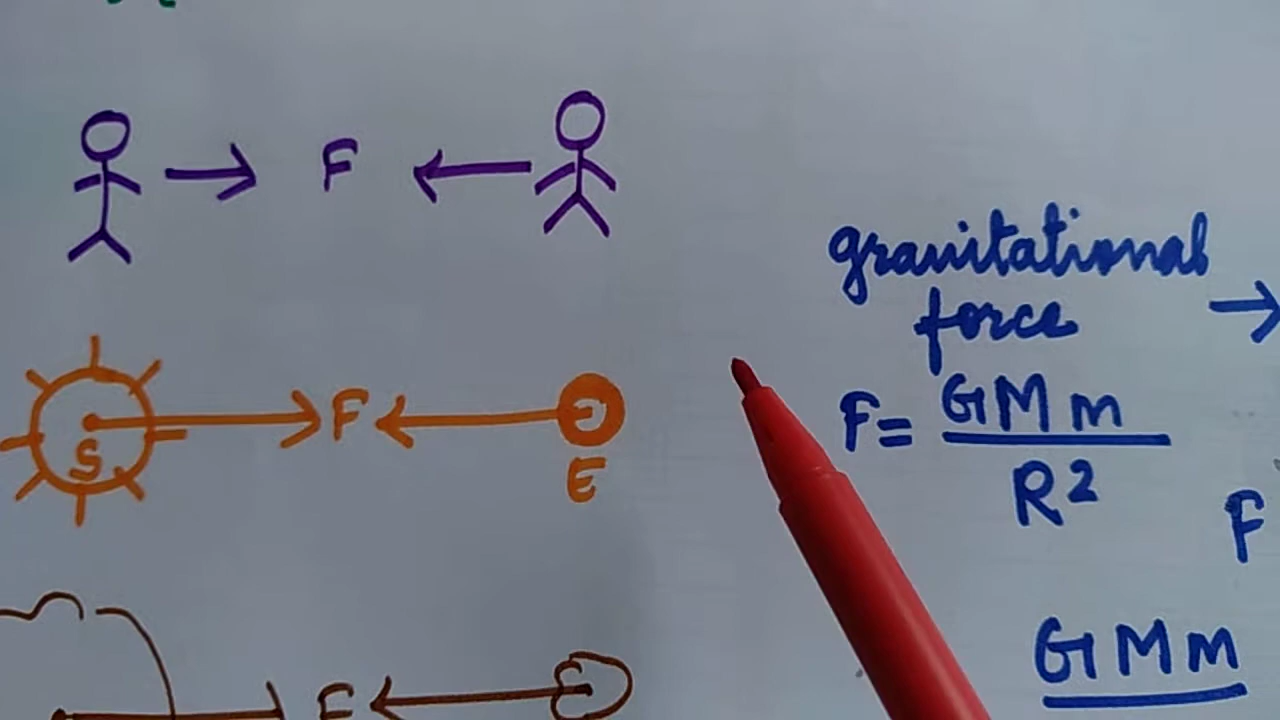 F
gravitational
force →
S
F
E
F = GMm
R²
F
GMm
F